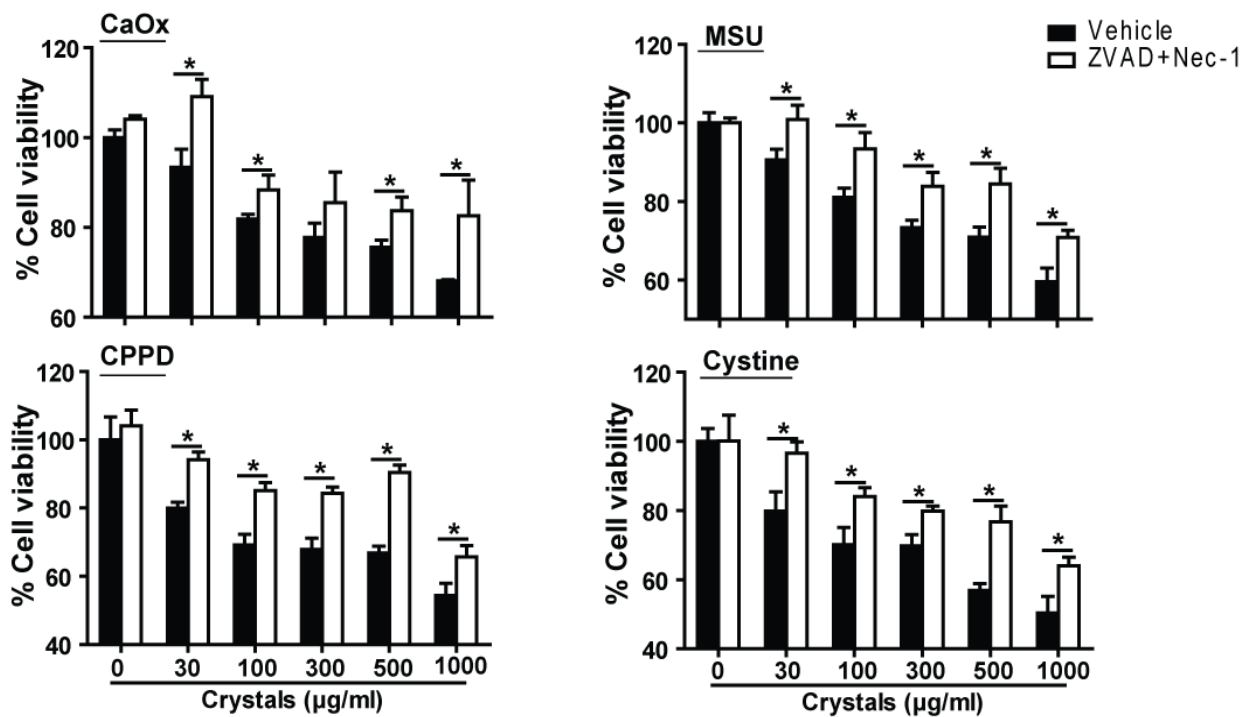 CaOx
% Cell viability
120
100
80
60
*
*
*
*
MSU
% Cell viability
120
100
80
60
*
*
*
*
*
Vehicle
ZVAD+Nec-1
CPPD
% Cell viability
120
100
80
60
40
*
*
*
*
*
0 30 100 300 500 1000
Crystals (µg/ml)
Cystine
% Cell viability
120
100
80
60
40
*
*
*
*
*
0 30 100 300 500 1000
Crystals (µg/ml)